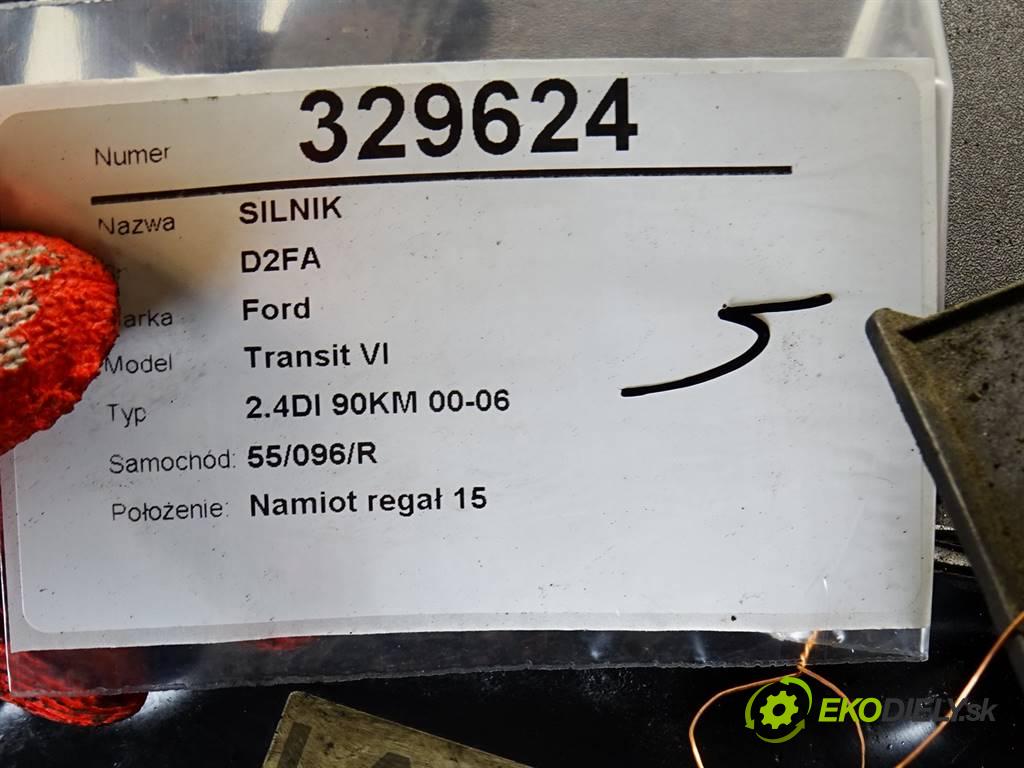 Numer 329624
Nazwa SILNIK
D2FA
Ford
Model Transit VI
Typ 2.4DI 90KM 00-06
Samochód: 55/096/R
Położenie: Namiot regał 15
5
EKODIELY.sk